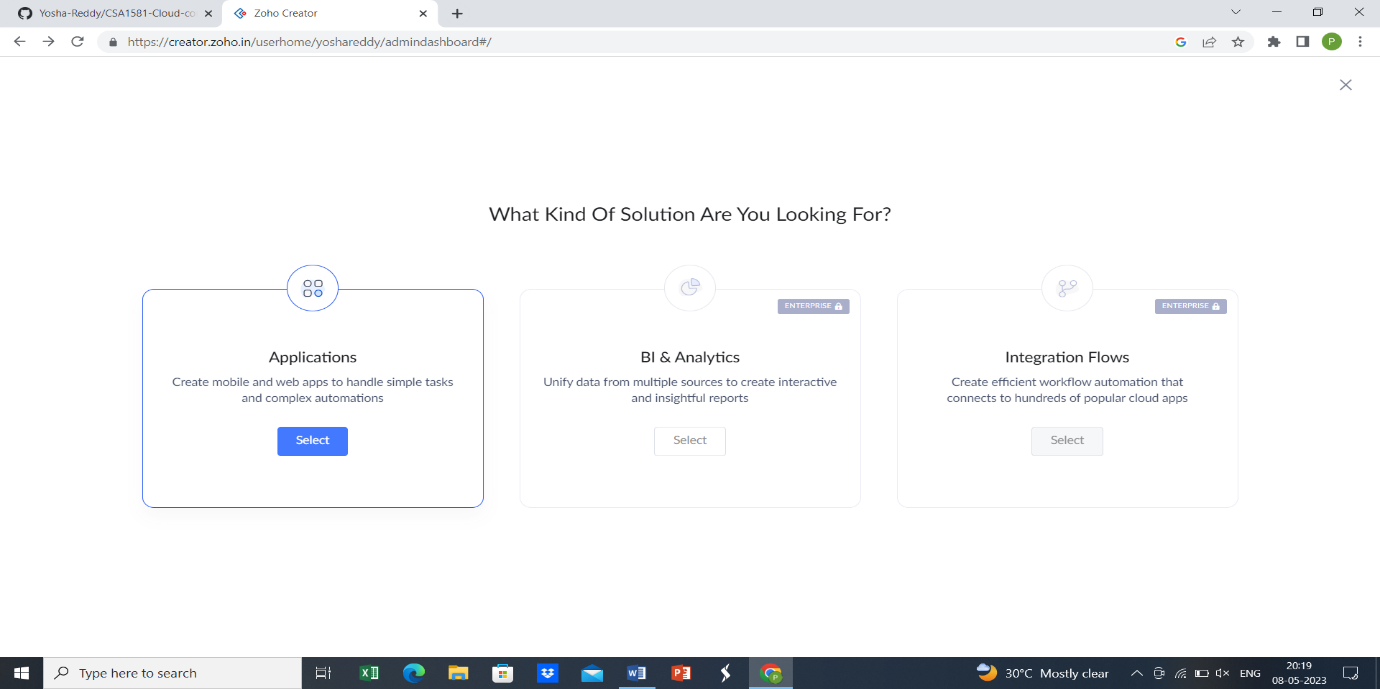 Yosha-Reddy/CSA1581-Cloud-co
Zoho Creator
https://creator.zoho.in/userhome/yoshareddy/admindashboard#/
P
What Kind Of Solution Are You Looking For?
ENTERPRISE
ENTERPRISE
Applications
BI & Analytics
Integration Flows
Create mobile and web apps to handle simple tasks
and complex automations
Unify data from multiple sources to create interactive
and insightful reports
Create efficient workflow automation that
connects to hundreds of popular cloud apps
Select
Select
Select
Type here to search
30°C Mostly clear
ENG
20:19
08-05-2023